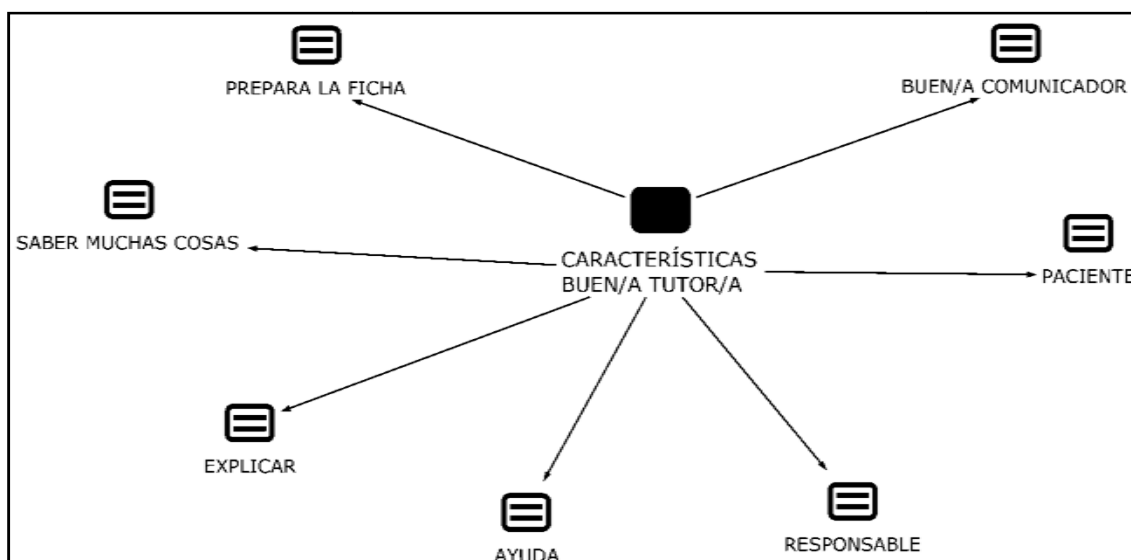 PREPARA LA FICHA
BUEN/A COMUNICADOR
SABER MUCHAS COSAS
CARACTERÍSTICAS
BUEN/A TUTOR/A
PACIENTE
EXPLICAR
AYUDA
RESPONSABLE